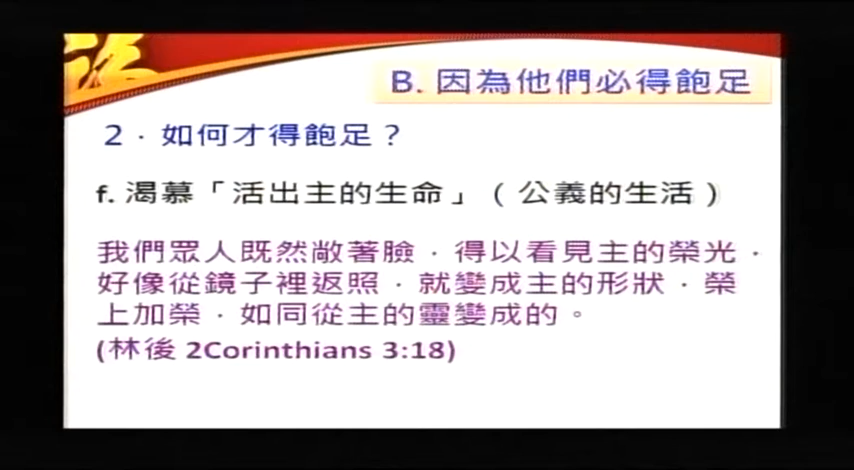 B. 因為他們必得飽足
2．如何才得飽足？
f. 渴慕「活出主的生命」（公義的生活）
我們眾人既然敞著臉．得以看見主的榮光．
好像從鏡子裡返照．就變成主的形狀．榮
上加榮．如同從主的靈變成的。
(林後 2Corinthians 3:18)